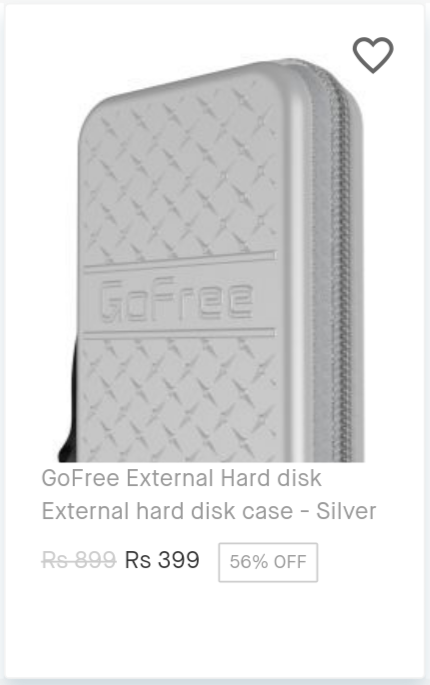 GoFree
GoFree External Hard disk
External hard disk case - Silver
Rs 899 Rs 399 56% OFF